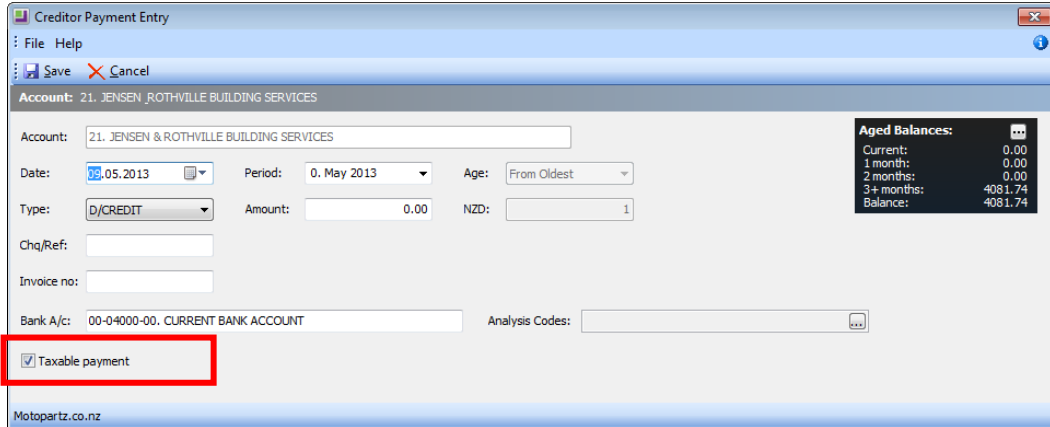 Creditor Payment Entry
File Help
Save Cancel
Account: 21. JENSEN _ROTHVILLE BUILDING SERVICES
Account: 21. JENSEN & ROTHVILLE BUILDING SERVICES
Date: 09.05.2013 Period: 0. May 2013 Age: From Oldest
Type: D/CREDIT Amount: 0.00 NZD: 1
Chq/Ref:
Invoice no:
Bank A/c: 00-04000-00. CURRENT BANK ACCOUNT Analysis Codes: ...
Taxable payment
Aged Balances: ...
Current: 0.00
1 month: 0.00
2 months: 0.00
3+ months: 4081.74
Balance: 4081.74
Motopartz.co.nz